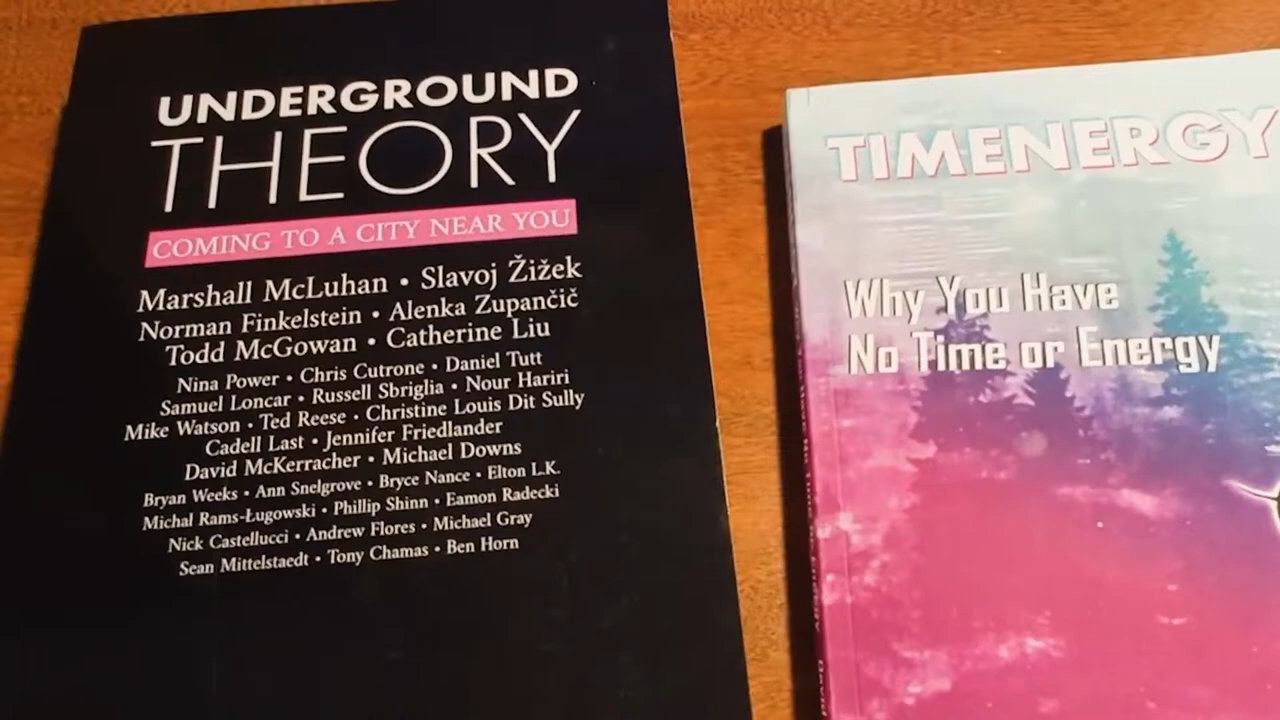 UNDERGROUND
THEORY
COMING TO A CITY NEAR YOU
Marshall McLuhan • Slavoj Žižek
Norman Finkelstein • Alenka Zupančič
Todd McGowan • Catherine Liu
Nina Power • Chris Cutrone • Daniel Tutt
Samuel Loncar • Russell Sbriglia • Nour Hariri
Mike Watson • Ted Reese • Christine Louis Dit Sully
Cadell Last • Jennifer Friedlander
David McKerracher • Michael Downs
Bryan Weeks • Ann Snelgrove • Bryce Nance • Elton L.K.
Michal Rams-Ługowski • Phillip Shinn • Eamon Radecki
Nick Castellucci • Andrew Flores • Michael Gray
Sean Mittelstaedt • Tony Chamas • Ben Horn
TIMENERGY
Why You Have
No Time or Energy